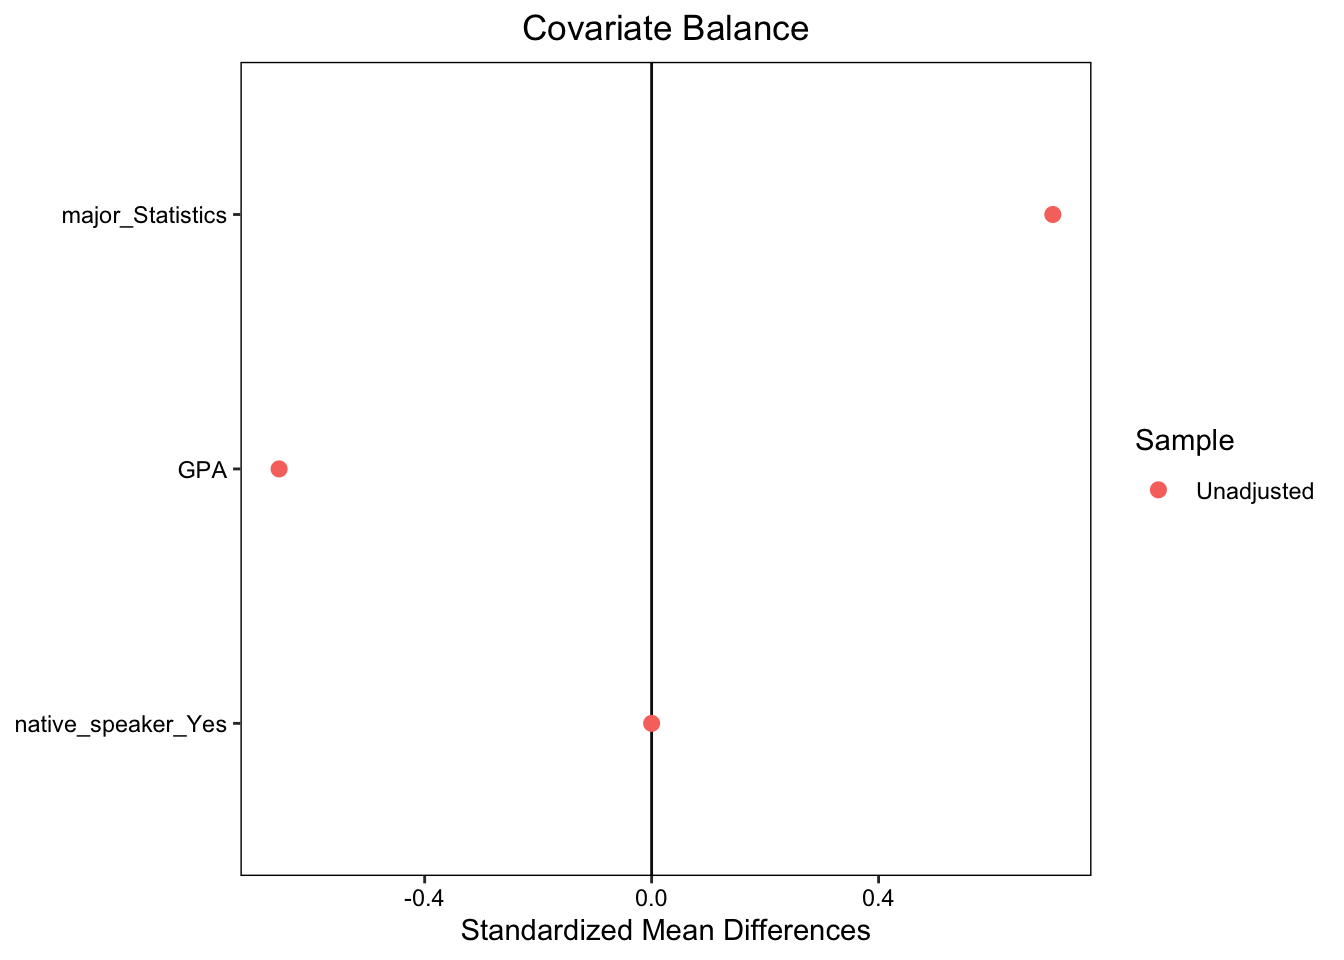 Covariate Balance
major_Statistics
GPA
native_speaker_Yes
-0.4
0.0
0.4
Standardized Mean Differences
Sample
Unadjusted